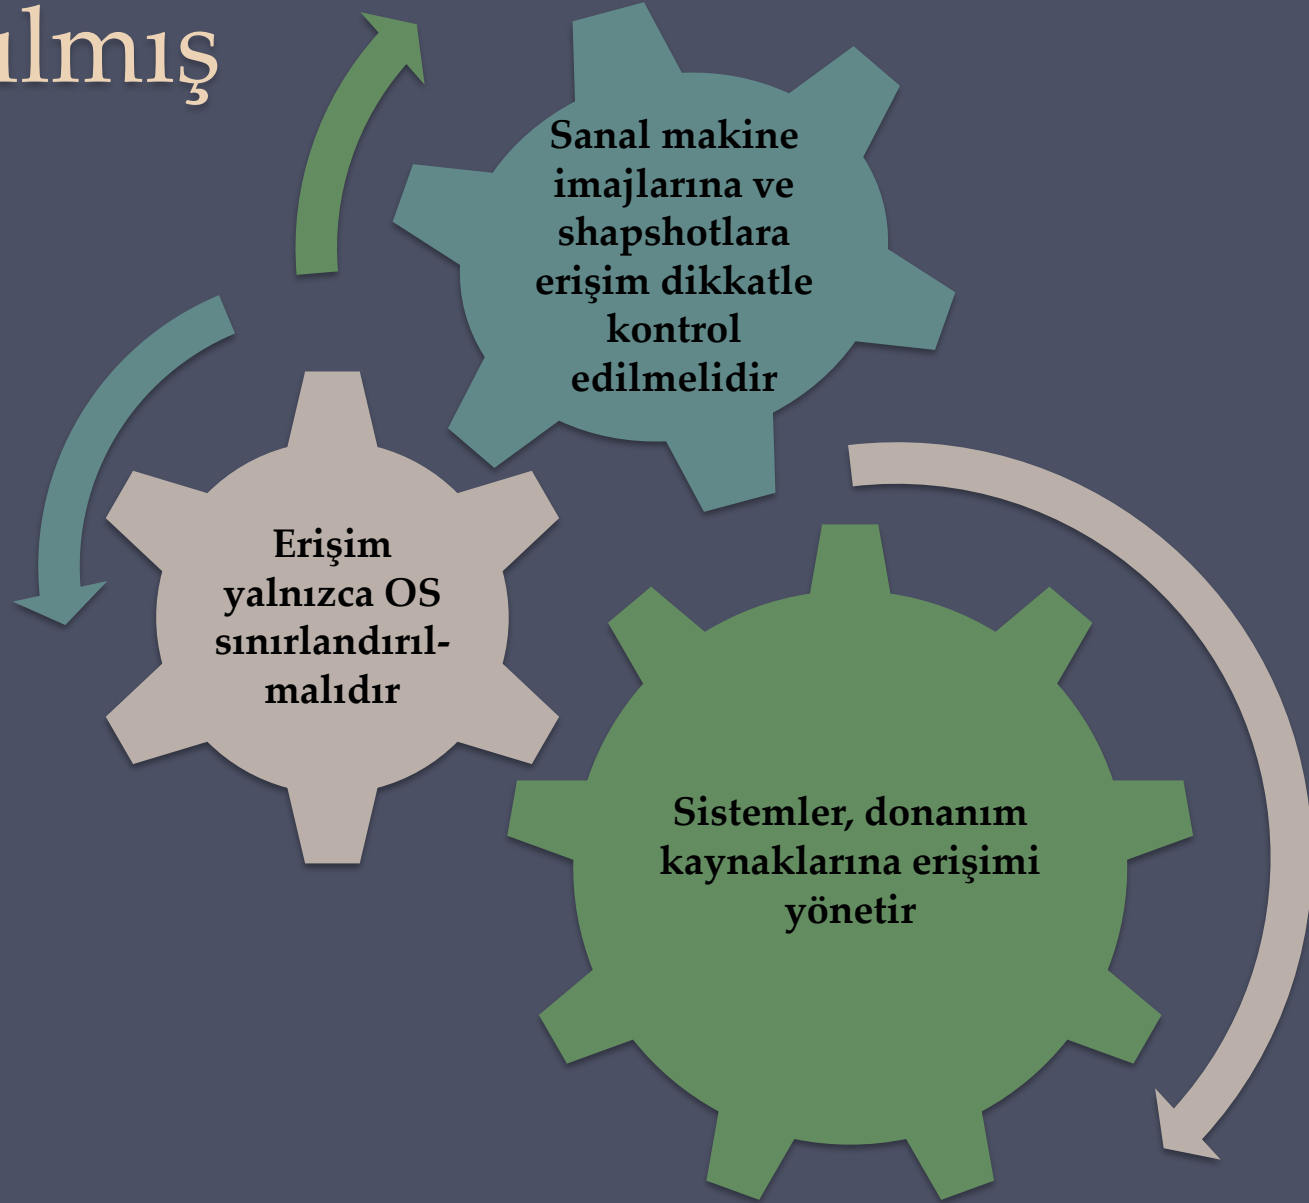 ılmış
Sanal makine
imajlarına ve
shapshotlara
erişim dikkatle
kontrol
edilmelidir
Erişim
yalnızca OS
sınırlandırıl-
malıdır
Sistemler, donanım
kaynaklarına erişimi
yönetir